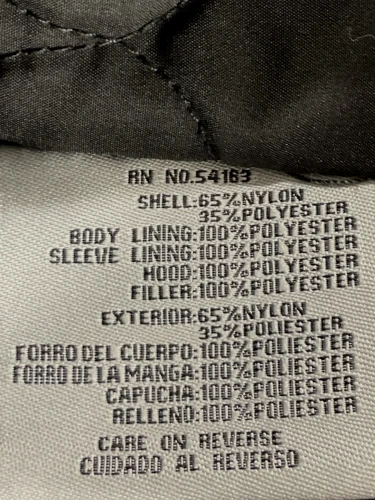 RN NO.54163
SHELL:65%NYLON
35%POLYESTER
BODY LINING:100%POLYESTER
SLEEVE LINING:100%POLYESTER
HOOD:100%POLYESTER
FILLER:100%POLYESTER
EXTERIOR:65%NYLON
35%POLIESTER
FORRO DEL CUERPO:100%POLIESTER
FORRO DE LA MANGA:100%POLIESTER
CAPUCHA:100%POLIESTER
RELLENO:100%POLIESTER
CARE ON REVERSE
CUIDADO AL REVERSO